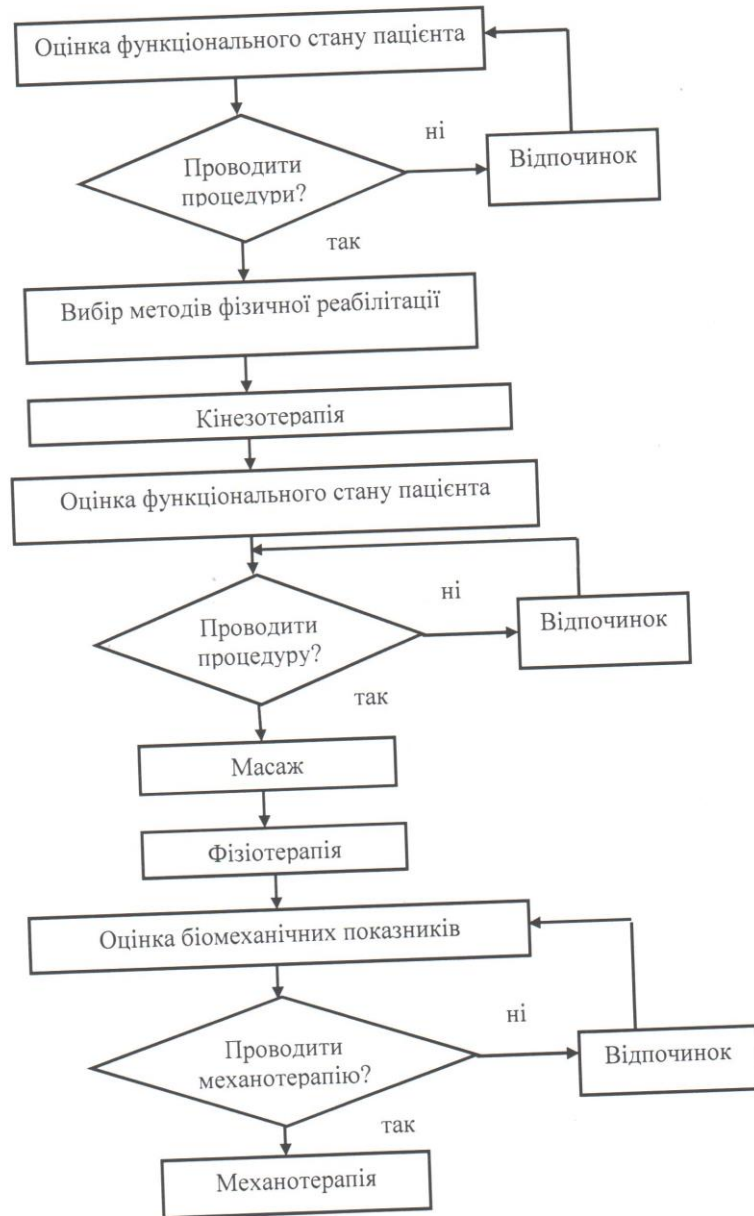 Оцінка функціонального стану пацієнта
ні
Відпочинок
Проводити
процедури?
так
Вибір методів фізичної реабілітації
Кінезотерапія
Оцінка функціонального стану пацієнта
ні
Відпочинок
Проводити
процедуру?
так
Масаж
Фізіотерапія
Оцінка біомеханічних показників
ні
Відпочинок
Проводити
механотерапію?
так
Механотерапія